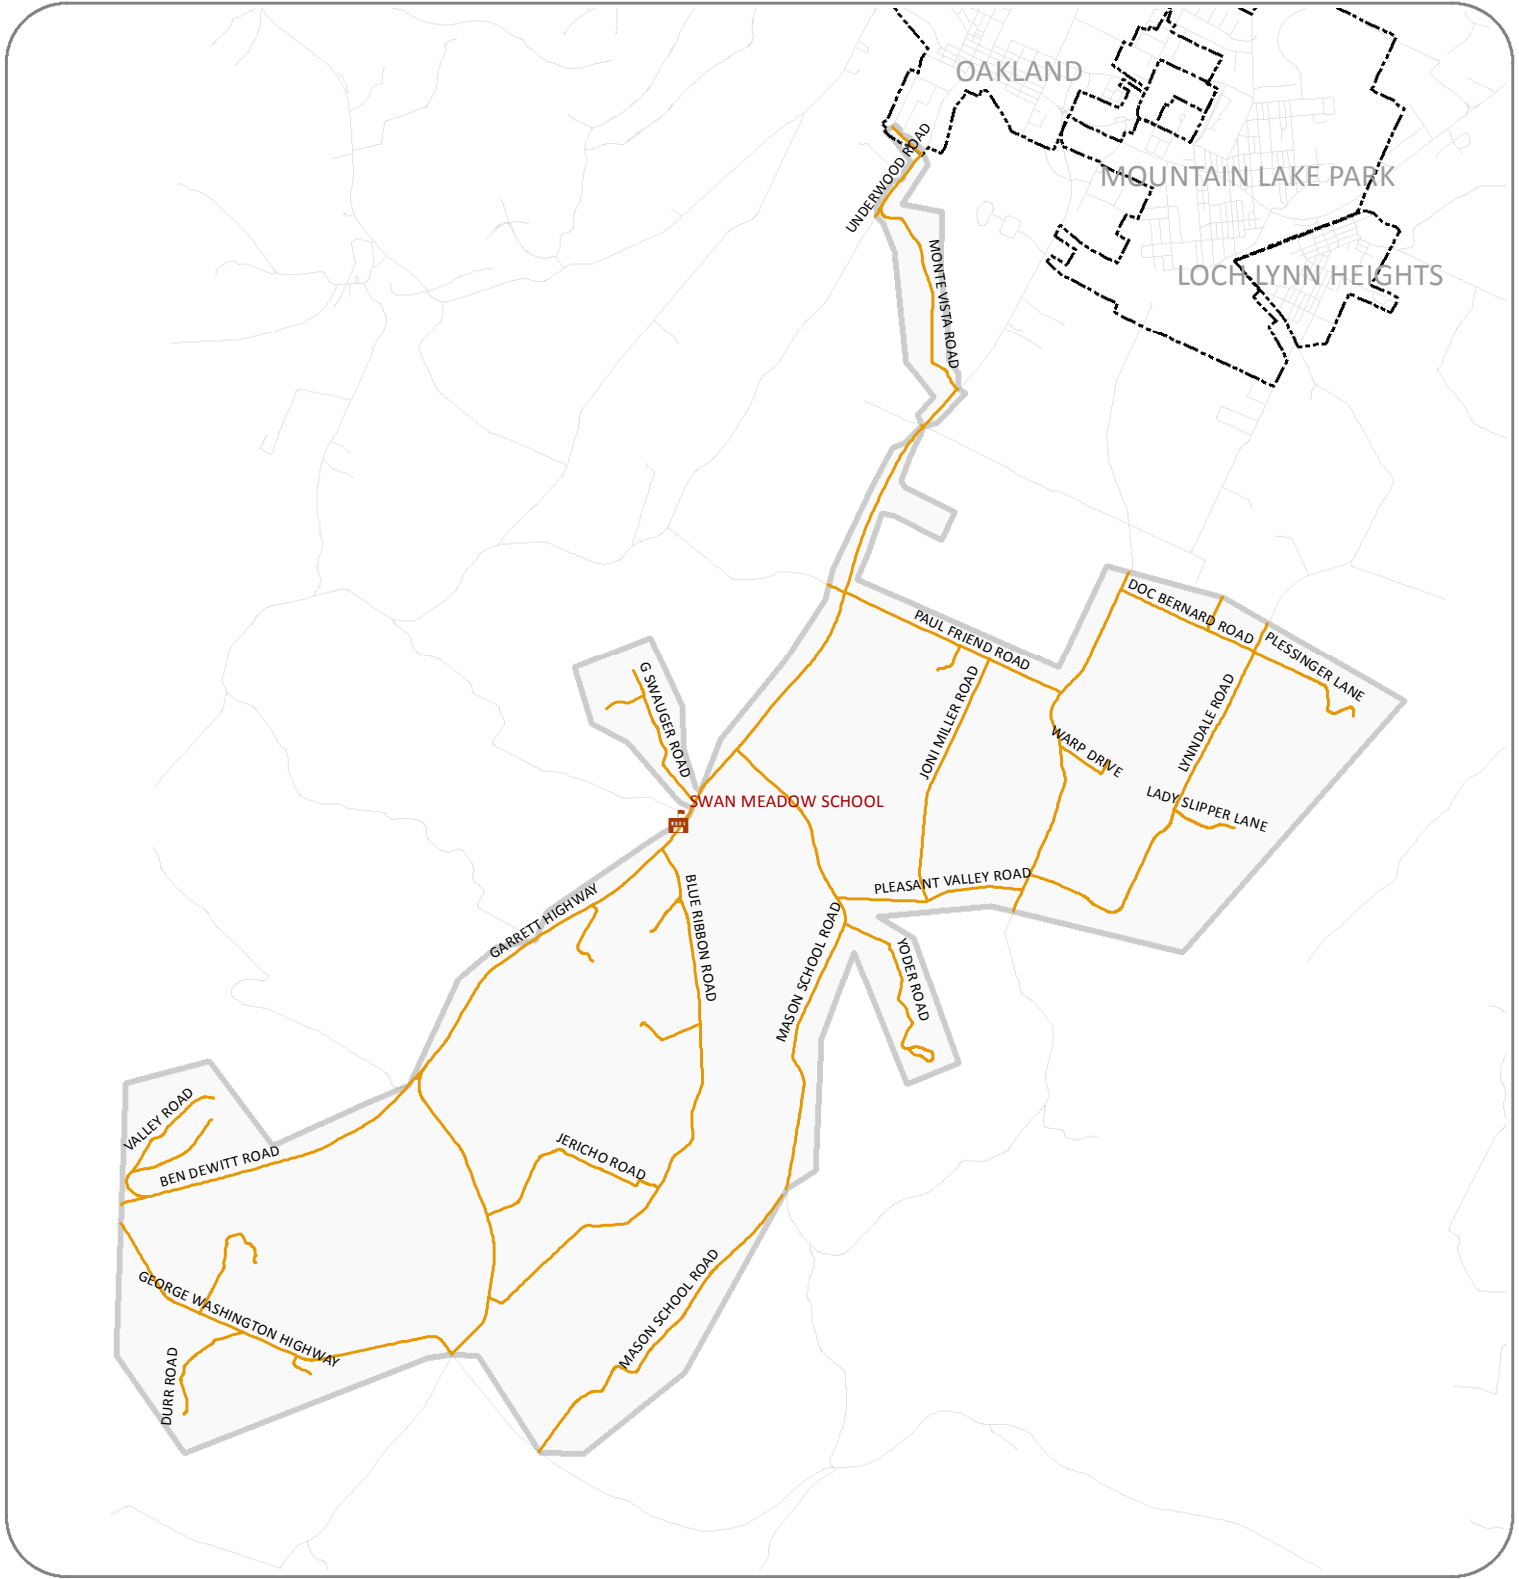 OAKLAND
MOUNTAIN LAKE PARK
UNDERWOOD ROAD
LOCH LYNN HEIGHTS
MONTE VISTA ROAD
DOC BERNARD ROAD
PAUL FRIEND ROAD
PLESSINGER LANE
G SWAUGER ROAD
JONI MILLER ROAD
LYNNDALE ROAD
WARP DRIVE
SWAN MEADOW SCHOOL
LADY SLIPPER LANE
PLEASANT VALLEY ROAD
GARRETT HIGHWAY
BLUE RIBBON ROAD
MASON SCHOOL ROAD
YODER ROAD
VALLEY ROAD
BEN DEWITT ROAD
JERICHO ROAD
GEORGE WASHINGTON HIGHWAY
MASON SCHOOL ROAD
DURR ROAD